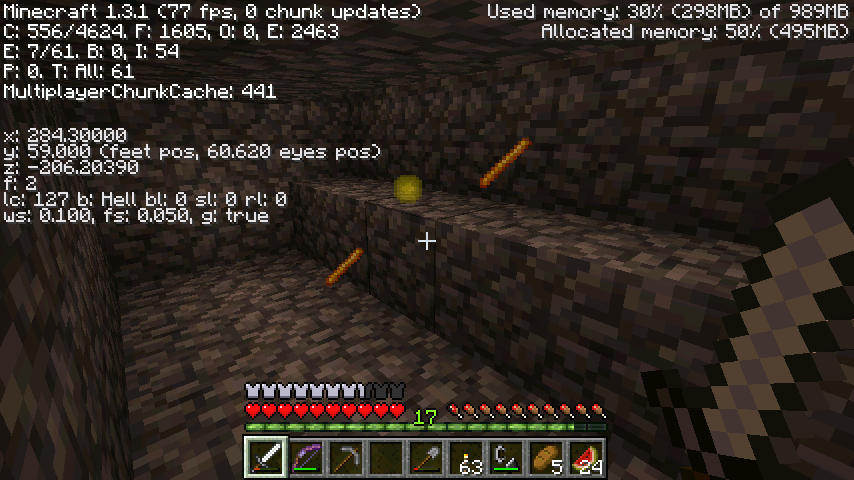 Minecraft 1.3.1 (77 fps, 0 chunk updates)
C: 556/4624, F: 1605, O: 0, E: 2463
E: 7/61. B: 0, I: 54
P: 0. T: All: 61
MultiplayerChunkCache: 441
Used memory: 30% (298MB) of 989MB
Allocated memory: 50% (495MB)
x: 284.30000
y: 59.000 (feet pos, 60.620 eyes pos)
z: -206.20390
f: 2
lc: 127 b: Hell bl: 0 sl: 0 rl: 0
ws: 0.100, fs: 0.050, g: true
17
63
5
24